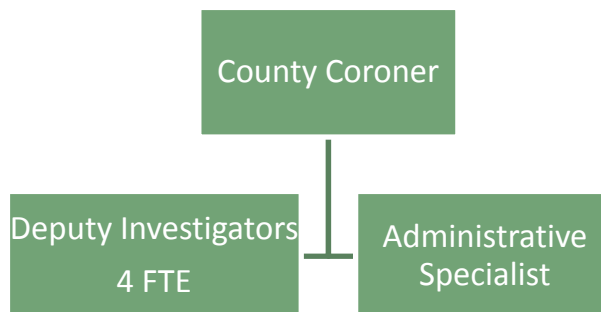 County Coroner
Deputy Investigators
4 FTE
Administrative
Specialist